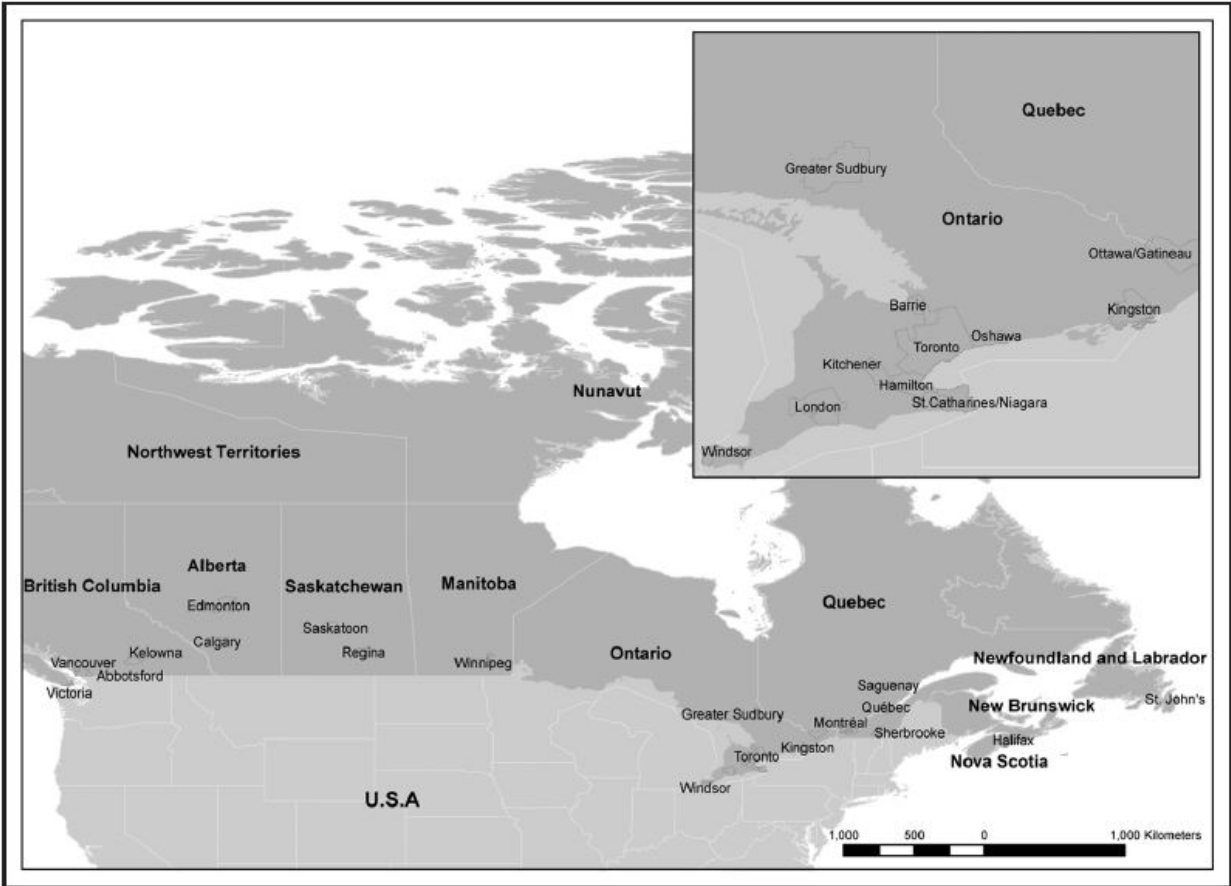 Quebec
Greater Sudbury
Ontario
Ottawa/Gatineau
Barrie
Kingston
Oshawa
Toronto
Kitchener
Hamilton
London
St.Catharines/Niagara
Windsor
Nunavut
Northwest Territories
British Columbia
Alberta
Saskatchewan
Manitoba
Edmonton
Saskatoon
Calgary
Regina
Kelowna
Vancouver
Abbotsford
Victoria
Winnipeg
Ontario
Quebec
Newfoundland and Labrador
Saguenay
St. John's
Québec
New Brunswick
Greater Sudbury
Montréal
Sherbrooke
Halifax
Kingston
Toronto
Nova Scotia
Windsor
U.S.A
1,000 500 0 1,000 Kilometers